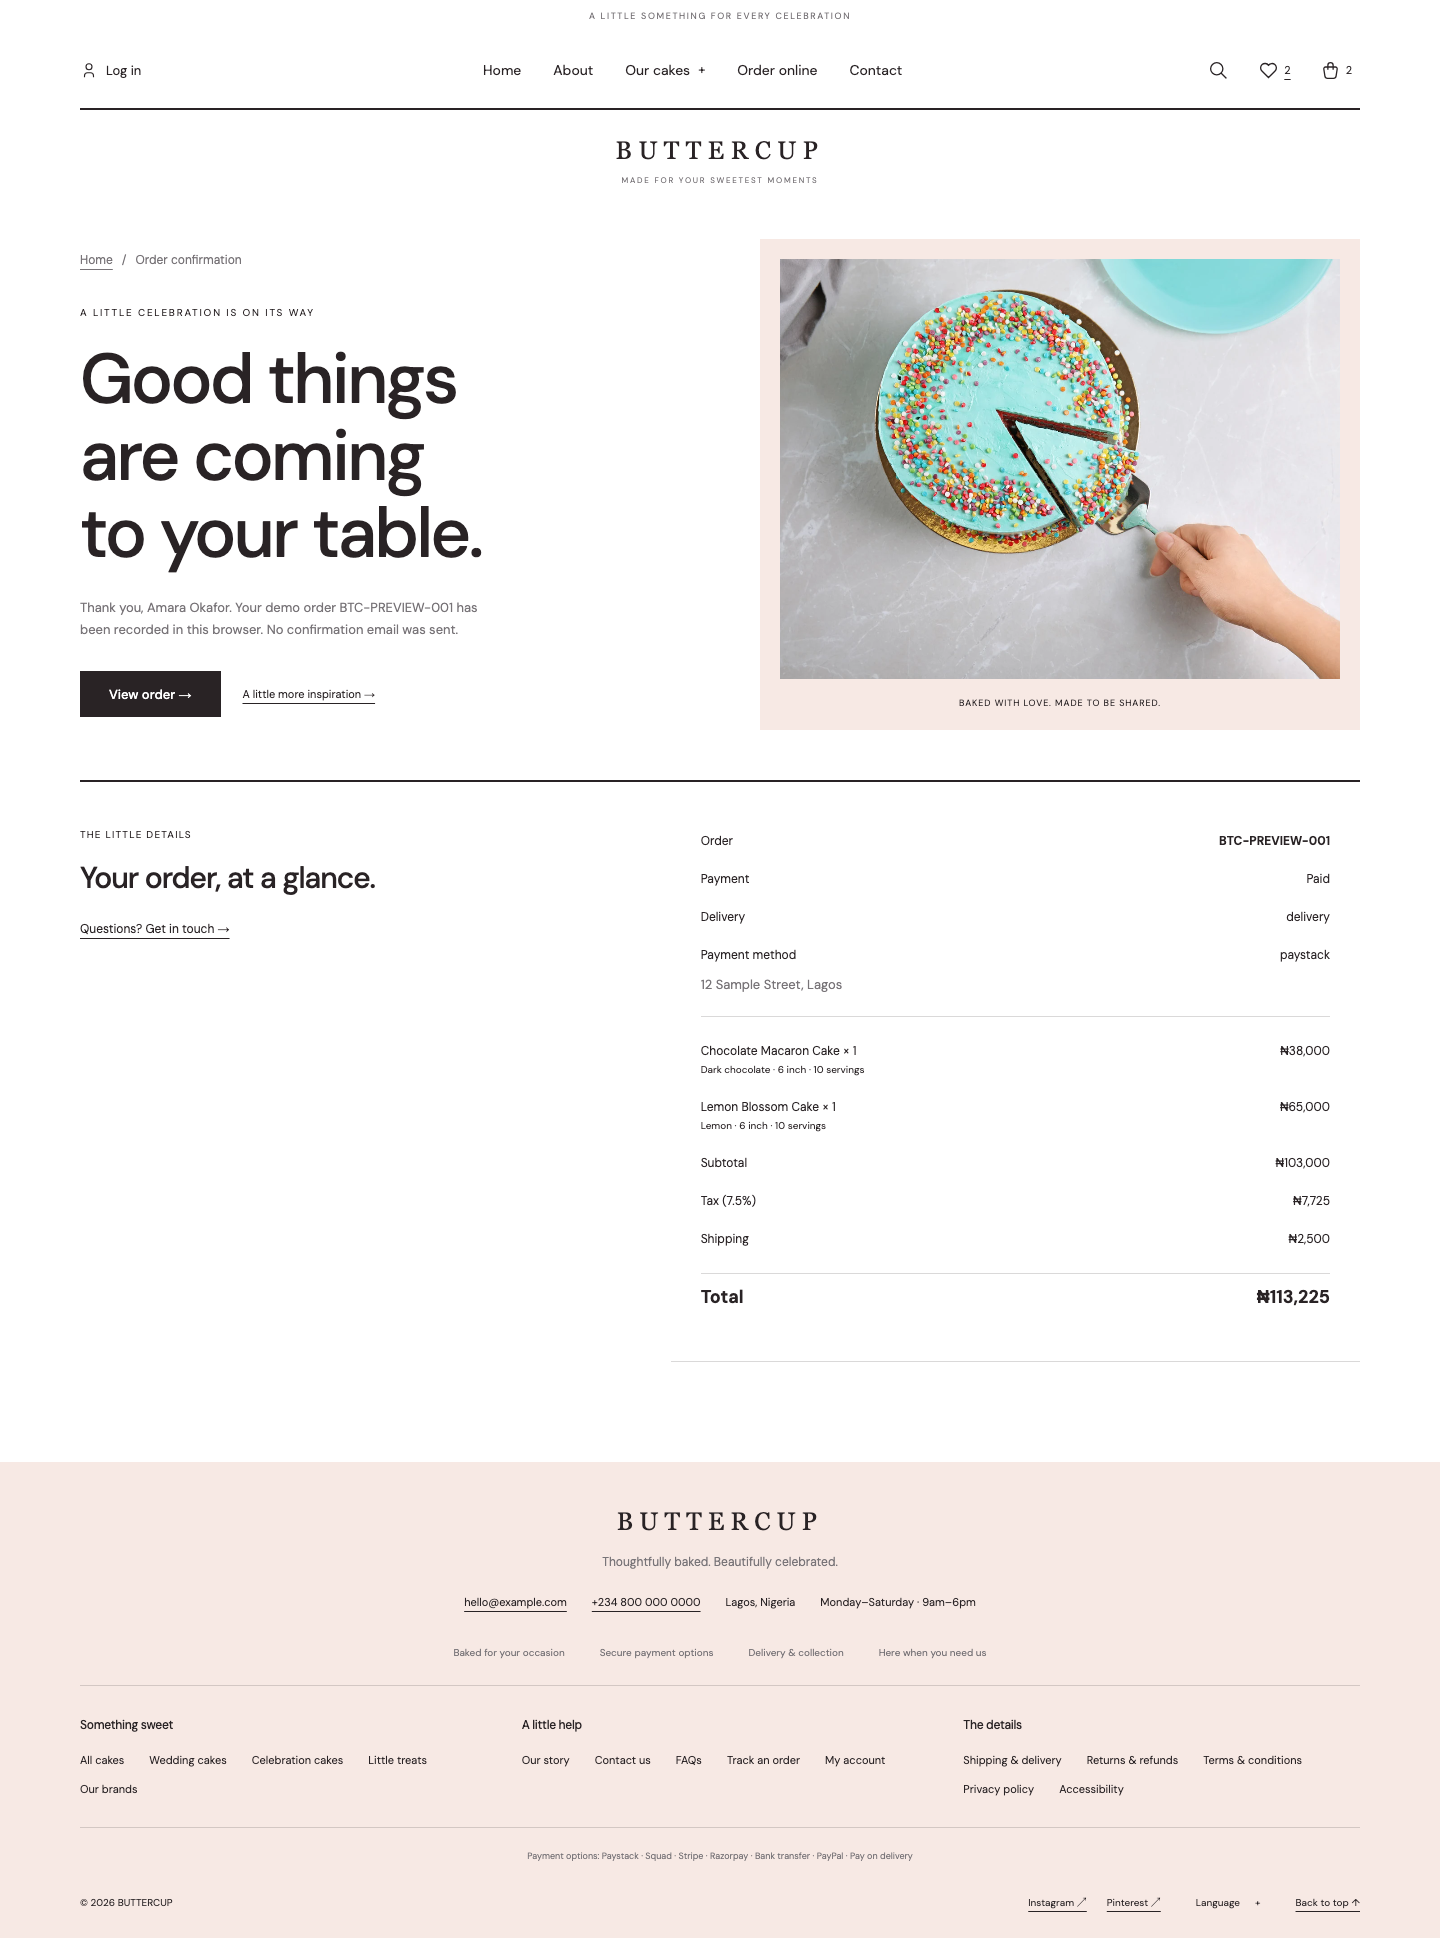 A LITTLE SOMETHING FOR EVERY CELEBRATION
Log in
Home About Our cakes + Order online Contact
2 2
BUTTERCUP
MADE FOR YOUR SWEETEST MOMENTS
Home / Order confirmation
A LITTLE CELEBRATION IS ON ITS WAY
Good things
are coming
to your table.
Thank you, Amara Okafor. Your demo order BTC-PREVIEW-001 has
been recorded in this browser. No confirmation email was sent.
View order → A little more inspiration →
BAKED WITH LOVE. MADE TO BE SHARED.
THE LITTLE DETAILS
Your order, at a glance.
Questions? Get in touch →
Order BTC-PREVIEW-001
Payment Paid
Delivery delivery
Payment method paystack
12 Sample Street, Lagos
Chocolate Macaron Cake × 1 ₦38,000
Dark chocolate · 6 inch · 10 servings
Lemon Blossom Cake × 1 ₦65,000
Lemon · 6 inch · 10 servings
Subtotal ₦103,000
Tax (7.5%) ₦7,725
Shipping ₦2,500
Total ₦113,225
BUTTERCUP
Thoughtfully baked. Beautifully celebrated.
hello@example.com +234 800 000 0000 Lagos, Nigeria Monday–Saturday · 9am–6pm
Baked for your occasion Secure payment options Delivery & collection Here when you need us
Something sweet
All cakes Wedding cakes Celebration cakes Little treats
Our brands
A little help
Our story Contact us FAQs Track an order My account
The details
Shipping & delivery Returns & refunds Terms & conditions
Privacy policy Accessibility
Payment options: Paystack · Squad · Stripe · Razorpay · Bank transfer · PayPal · Pay on delivery
© 2026 BUTTERCUP
Instagram ↗ Pinterest ↗ Language + Back to top ↑